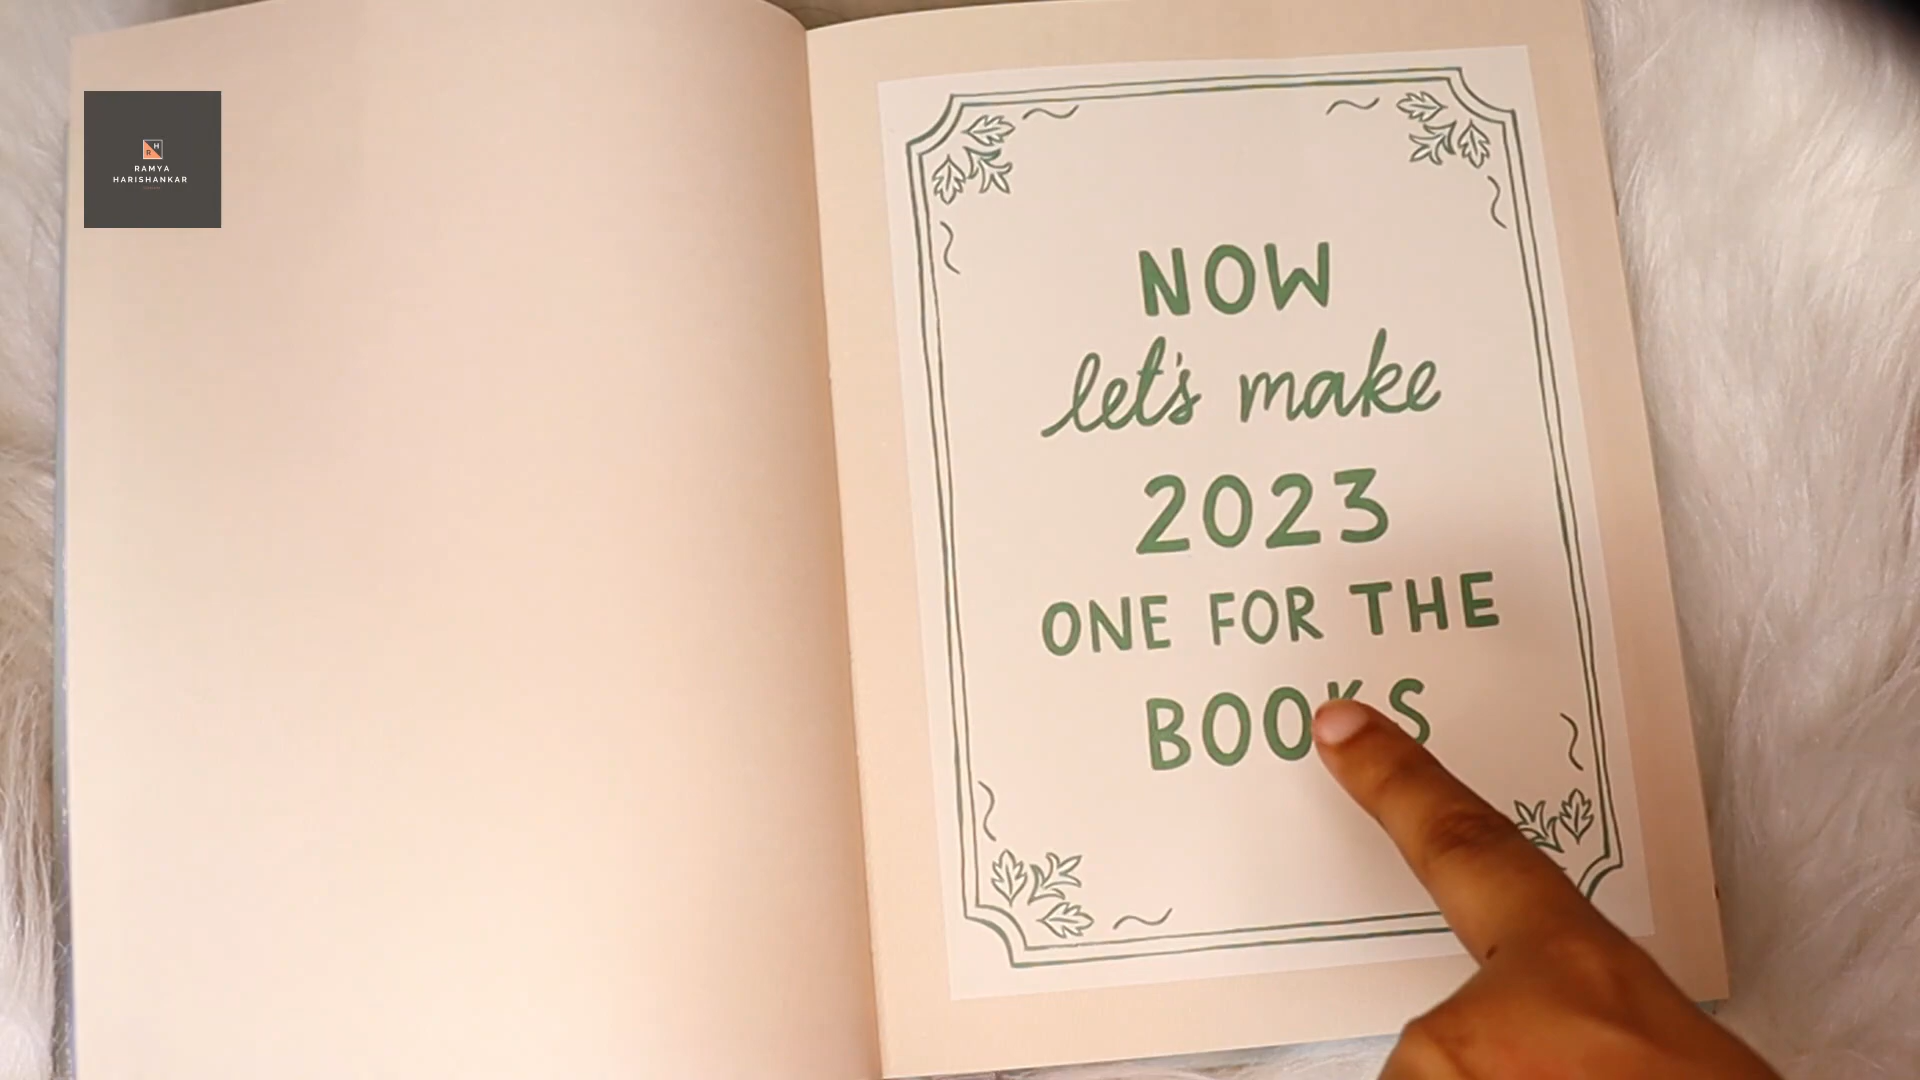 RAMYA
HARISHANKAR
NOW
let's make
2023
ONE FOR THE
BOOKS